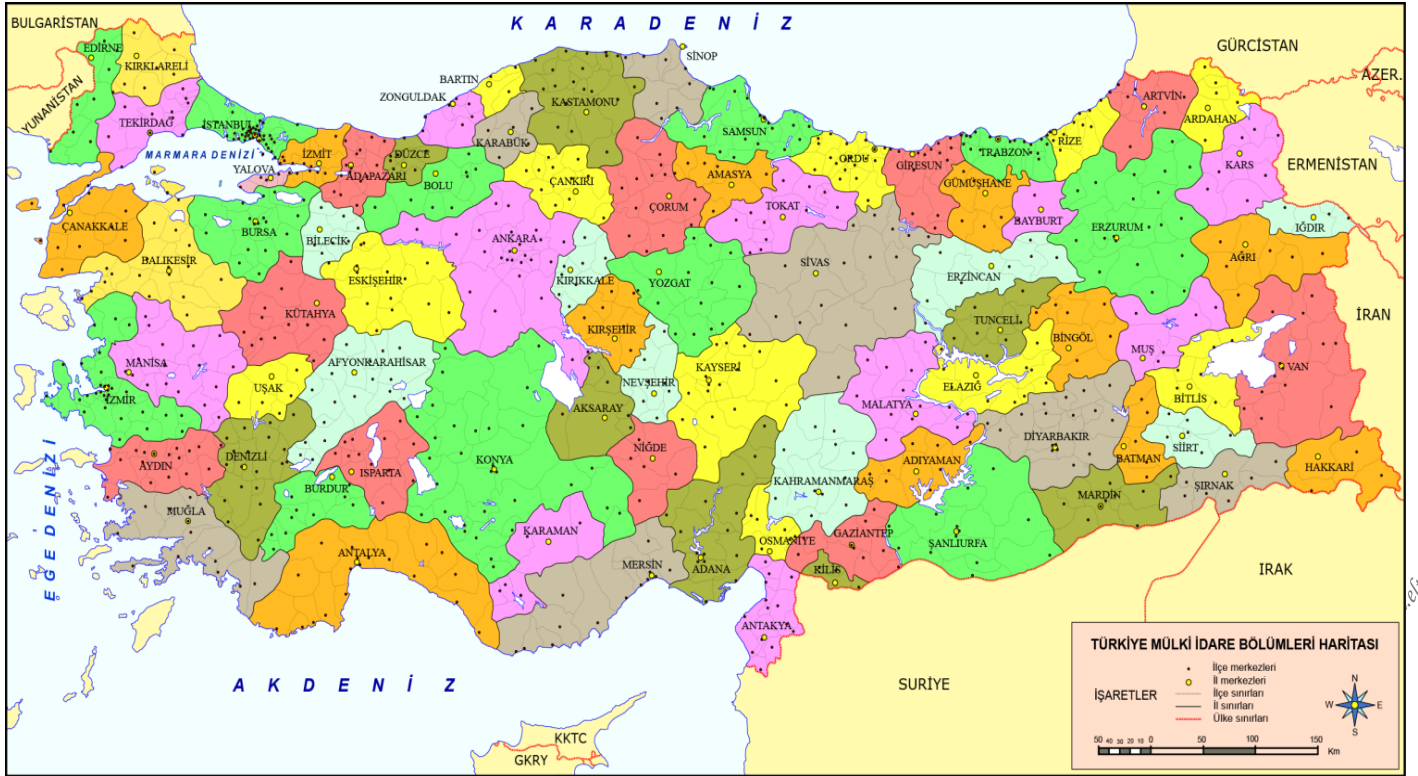 BULGARİSTAN
KARADENİZ
GÜRCİSTAN
AZER.
ERMENİSTAN
İRAN
IRAK
SURİYE
YUNANİSTAN
MARMARA DENİZİ
EGE DENİZİ
AKDENİZ
KKTC
GKRY
EDİRNE
KIRKLARELİ
TEKİRDAĞ
İSTANBUL
YALOVA
İZMİT
ADAPAZARI
DÜZCE
BOLU
ZONGULDAK
BARTIN
KARABÜK
KASTAMONU
SİNOP
ÇANKIRI
SAMSUN
ÇORUM
AMASYA
TOKAT
ORDU
GİRESUN
GÜMÜŞHANE
TRABZON
RİZE
ARTVİN
ARDAHAN
KARS
BAYBURT
ERZURUM
IĞDIR
AĞRI
ÇANAKKALE
BALIKESİR
BURSA
BİLECİK
ESKİŞEHİR
KÜTAHYA
ANKARA
KIRIKKALE
KIRŞEHİR
YOZGAT
SİVAS
ERZİNCAN
TUNCELİ
BİNGÖL
MUŞ
BİTLİS
VAN
MANİSA
İZMİR
UŞAK
AFYONKARAHİSAR
KONYA
AKSARAY
NEVŞEHİR
KAYSERİ
NİĞDE
MALATYA
ELAZIĞ
DİYARBAKIR
BATMAN
SİİRT
ŞIRNAK
HAKKARİ
AYDIN
DENİZLİ
MUĞLA
BURDUR
ISPARTA
ANTALYA
KARAMAN
MERSİN
ADANA
OSMANİYE
KAHRAMANMARAŞ
ADIYAMAN
GAZİANTEP
KİLİS
ŞANLIURFA
MARDİN
ANTAKYA
TÜRKİYE MÜLKİ İDARE BÖLÜMLERİ HARİTASI
İŞARETLER
İlçe merkezleri
İl merkezleri
İlçe sınırları
İl sınırları
Ülke sınırları
N
W E
S
50 40 30 20 10 0 50 100 150
Km